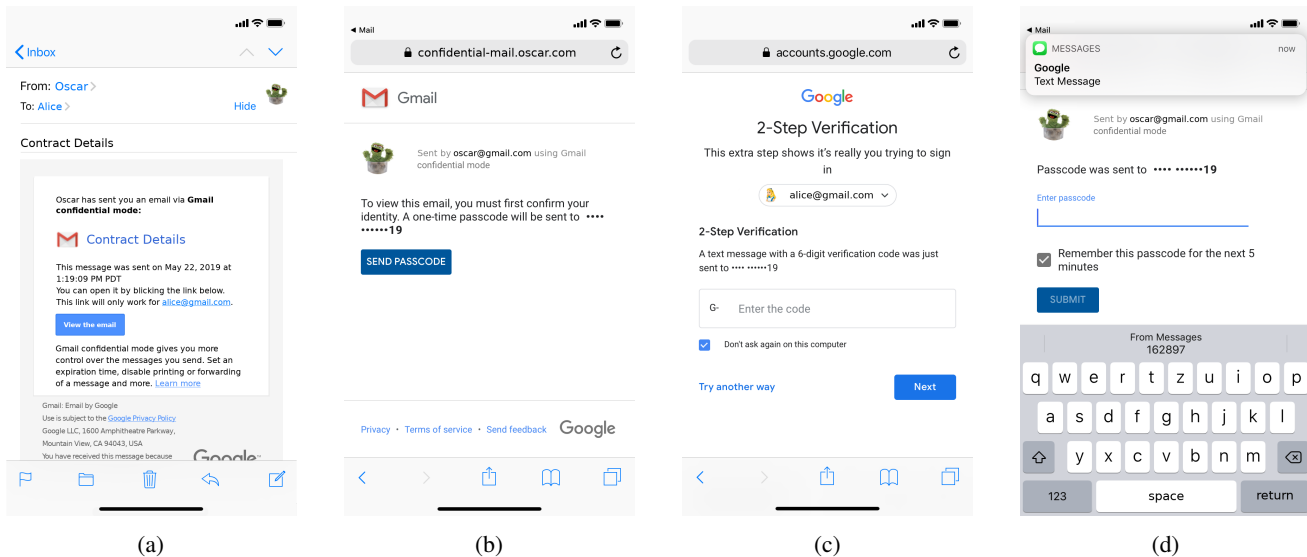 Inbox
From: Oscar
To: Alice
Hide
Contract Details
Oscar has sent you an email via Gmail
confidential mode:
Contract Details
This message was sent on May 22, 2019 at
1:19:09 PM PDT
You can open it by blicking the link below.
This link will only work for alice@gmail.com.
View the email
Gmail confidential mode gives you more
control over the messages you send. Set an
expiration time, disable printing or forwarding
of a message and more. Learn more
Gmail: Email by Google
Use is subject to the Google Privacy Policy
Google LLC, 1600 Amphitheatre Parkway,
Mountain View, CA 94043, USA
You have received this message because
Google
(a)
Mail
confidential-mail.oscar.com
Gmail
Sent by oscar@gmail.com using Gmail
confidential mode
To view this email, you must first confirm your
identity. A one-time passcode will be sent to ••••
••••••19
SEND PASSCODE
Privacy • Terms of service • Send feedback Google
(b)
accounts.google.com
Google
2-Step Verification
This extra step shows it's really you trying to sign
in
alice@gmail.com
2-Step Verification
A text message with a 6-digit verification code was just
sent to •••• ••••••19
G- Enter the code
Don't ask again on this computer
Try another way
Next
(c)
Mail
MESSAGES now
Google
Text Message
Sent by oscar@gmail.com using Gmail
confidential mode
Passcode was sent to •••• ••••••19
Enter passcode
Remember this passcode for the next 5
minutes
SUBMIT
From Messages
162897
q w e r t z u i o p
a s d f g h j k l
y x c v b n m
123 space return
(d)